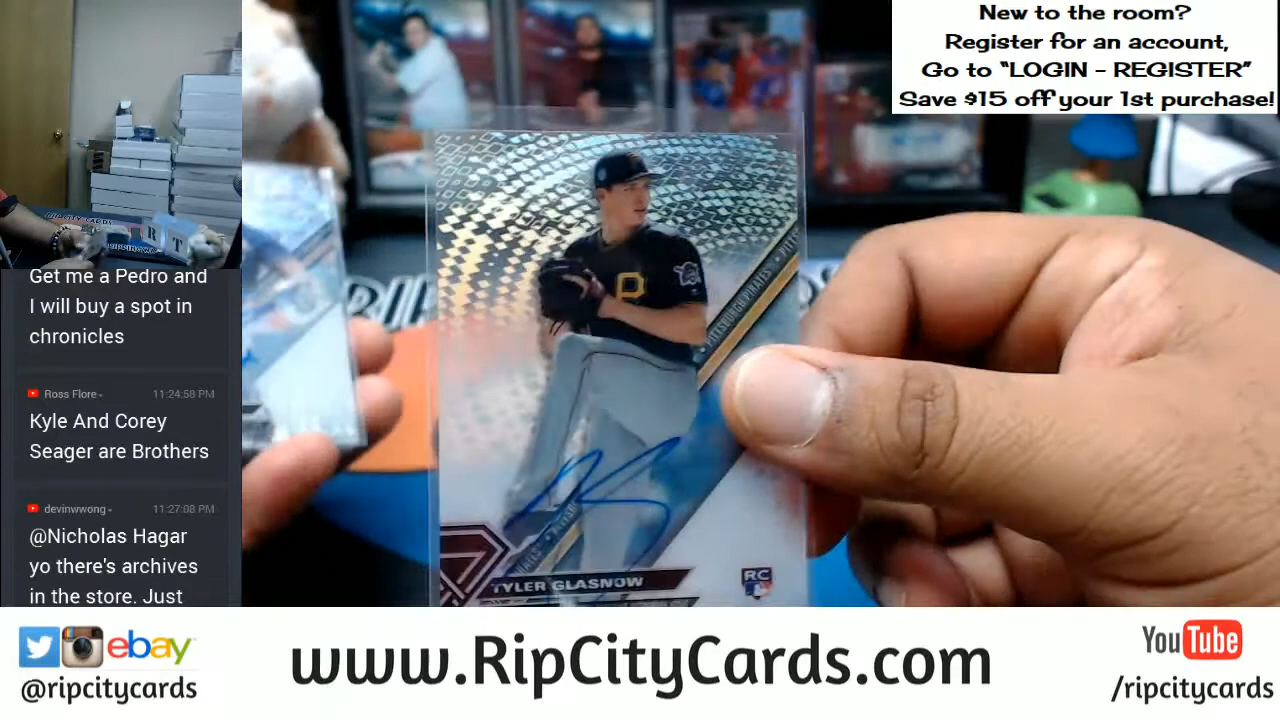 New to the room?
Register for an account,
Go to “LOGIN - REGISTER”
Save $15 off your 1st purchase!
Get me a Pedro and
I will buy a spot in
chronicles
Ross Flore
11:24:58 PM
Kyle And Corey
Seager are Brothers
devinwwong
11:27:08 PM
@Nicholas Hagar
yo there's archives
in the store. Just
P
PITTSBURGH PIRATES
TYLER GLASNOW
RC
ebay
@ripcitycards
www.RipCityCards.com
YouTube
/ripcitycards